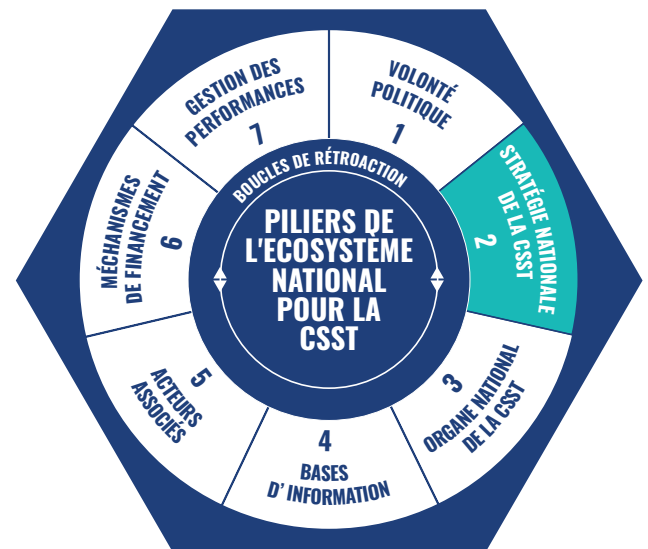 BOUCLES DE RÉTROACTION
PILIERS DE
L'ECOSYSTÈME
NATIONAL
POUR LA
CSST
VOLONTÉ
POLITIQUE
1
STRATÉGIE NATIONALE
DE LA CSST
2
3
ORGANE NATIONAL
DE LA CSST
4
BASES
D' INFORMATION
5
ACTEURS
ASSOCIÉS
MÉCHANISMES
DE FINANCEMENT
6
GESTION DES
PERFORMANCES
7